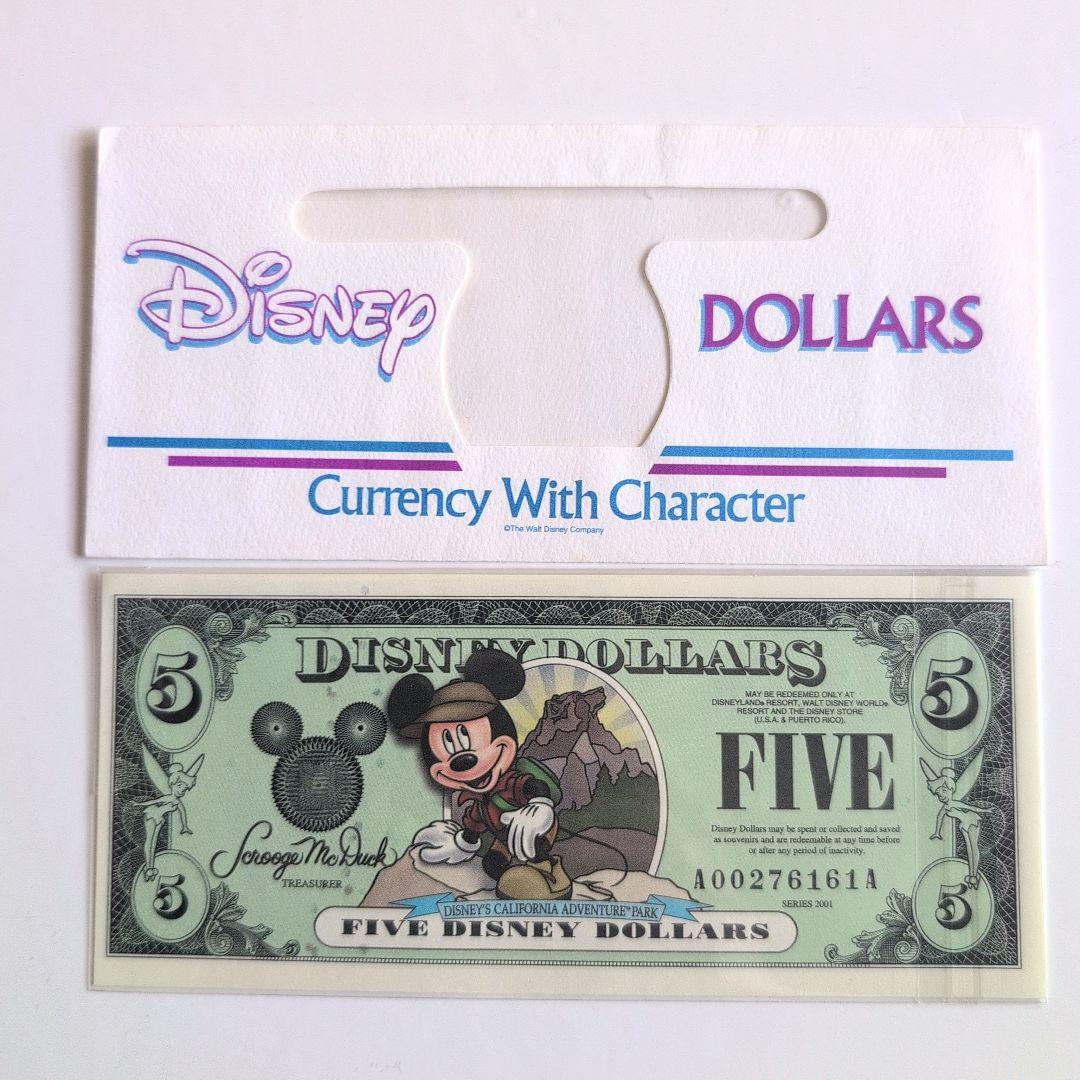 Disney DOLLARS
Currency With Character
©The Walt Disney Company
DISNEY DOLLARS
5
5
MAY BE REDEEMED ONLY AT
DISNEYLAND® RESORT, WALT DISNEY WORLD®
RESORT AND THE DISNEY STORE
(U.S.A. & PUERTO RICO).
FIVE
Disney Dollars may be spent or collected and saved
as souvenirs and are redeemable at any time before
or after any period of inactivity.
Scrooge McDuck
TREASURER
A00276161A
SERIES 2001
5
5
DISNEY'S CALIFORNIA ADVENTURE™ PARK
FIVE DISNEY DOLLARS